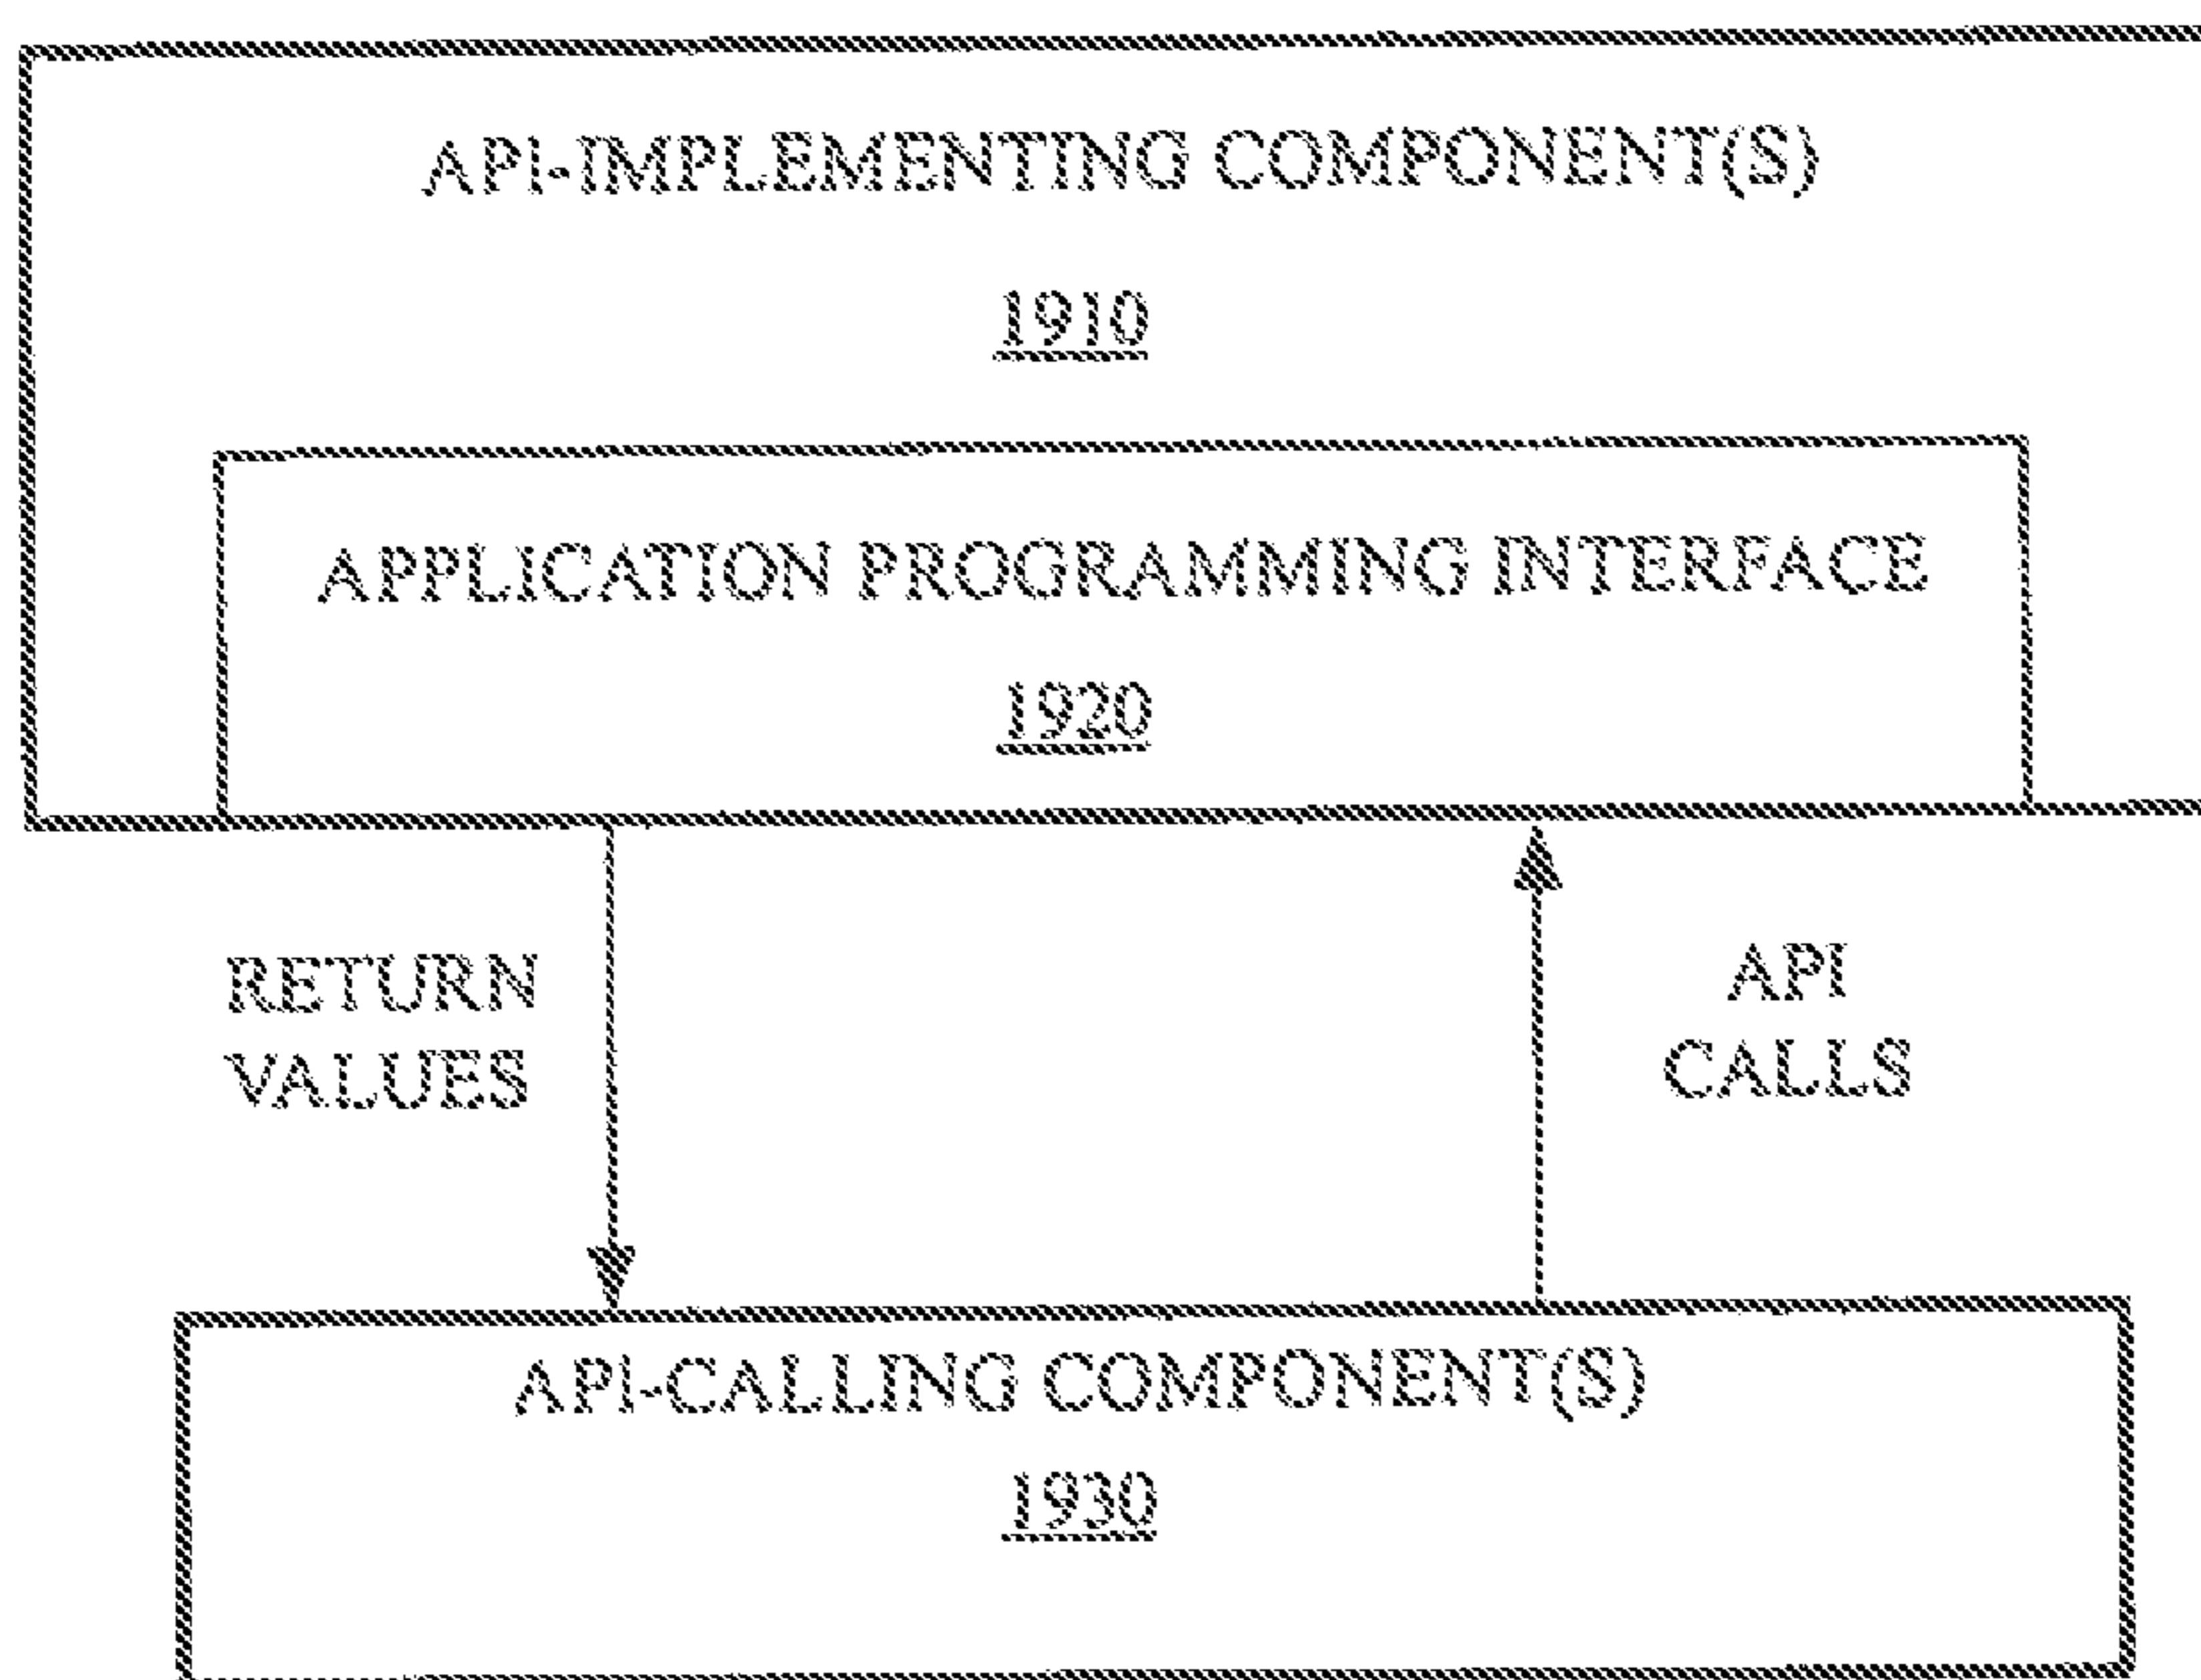 API-IMPLEMENTING COMPONENT(S)
1910
APPLICATION PROGRAMMING INTERFACE
1920
RETURN
VALUES
API
CALLS
API-CALLING COMPONENT(S)
1930